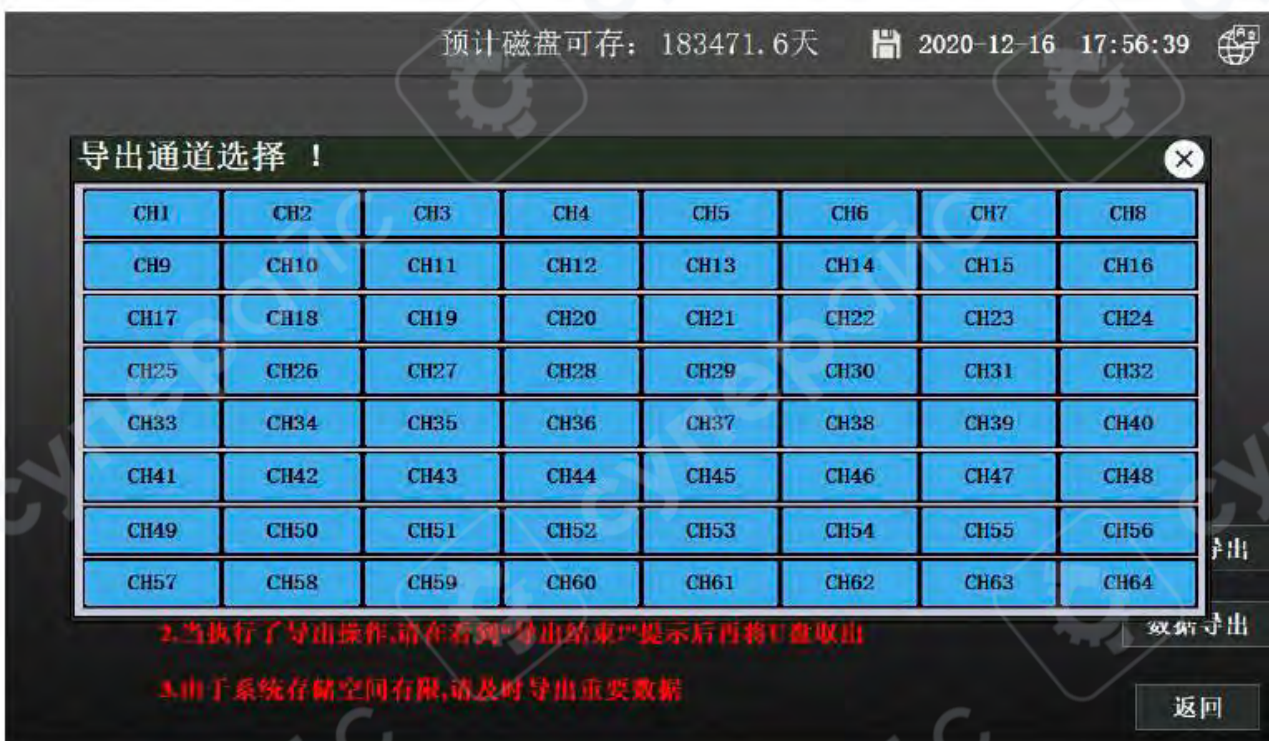 预计磁盘可存：183471.6天 2020-12-16 17:56:39
导出通道选择 ！
CH1 CH2 CH3 CH4 CH5 CH6 CH7 CH8
CH9 CH10 CH11 CH12 CH13 CH14 CH15 CH16
CH17 CH18 CH19 CH20 CH21 CH22 CH23 CH24
CH25 CH26 CH27 CH28 CH29 CH30 CH31 CH32
CH33 CH34 CH35 CH36 CH37 CH38 CH39 CH40
CH41 CH42 CH43 CH44 CH45 CH46 CH47 CH48
CH49 CH50 CH51 CH52 CH53 CH54 CH55 CH56
导出
CH57 CH58 CH59 CH60 CH61 CH62 CH63 CH64
2.当执行了导出操作,请在看到"导出结束!"提示后再将U盘取出
数据导出
3.由于系统存储空间有限,请及时导出重要数据
返回
суперайс